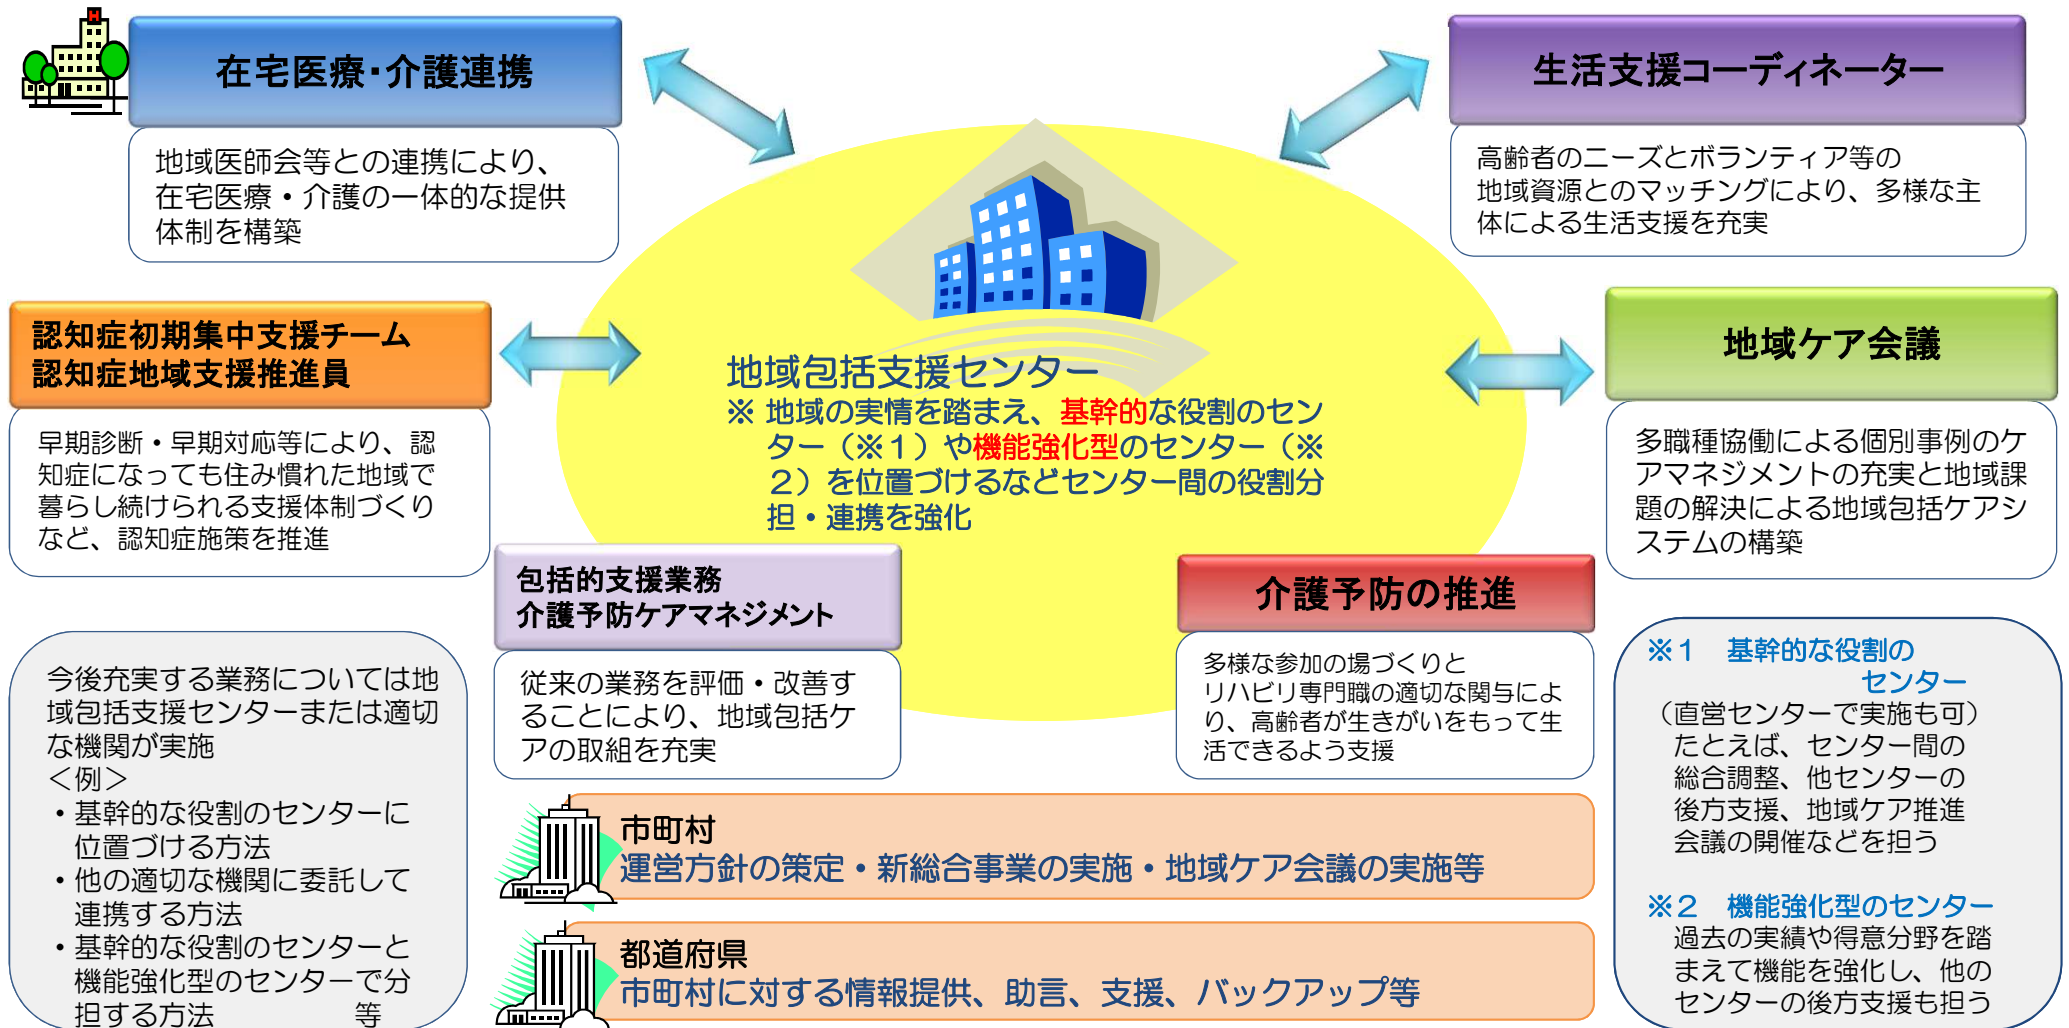 在宅医療・介護連携
地域医師会等との連携により、
在宅医療・介護の一体的な提供
体制を構築
生活支援コーディネーター
高齢者のニーズとボランティア等の
地域資源とのマッチングにより、多様な主
体による生活支援を充実
認知症初期集中支援チーム
認知症地域支援推進員
早期診断・早期対応等により、認
知症になっても住み慣れた地域で
暮らし続けられる支援体制づくり
など、認知症施策を推進
地域包括支援センター
※ 地域の実情を踏まえ、基幹的な役割のセン
ター（※１）や機能強化型のセンター（※
２）を位置づけるなどセンター間の役割分
担・連携を強化
地域ケア会議
多職種協働による個別事例のケ
アマネジメントの充実と地域課
題の解決による地域包括ケアシ
ステムの構築
包括的支援業務
介護予防ケアマネジメント
従来の業務を評価・改善す
ることにより、地域包括ケ
アの取組を充実
介護予防の推進
多様な参加の場づくりと
リハビリ専門職の適切な関与によ
り、高齢者が生きがいをもって生
活できるよう支援
今後充実する業務については地
域包括支援センターまたは適切
な機関が実施
＜例＞
・基幹的な役割のセンターに
位置づける方法
・他の適切な機関に委託して
連携する方法
・基幹的な役割のセンターと
機能強化型のセンターで分
担する方法 等
市町村
運営方針の策定・新総合事業の実施・地域ケア会議の実施等
都道府県
市町村に対する情報提供、助言、支援、バックアップ等
※１ 基幹的な役割の
センター
（直営センターで実施も可）
たとえば、センター間の
総合調整、他センターの
後方支援、地域ケア推進
会議の開催などを担う
※２ 機能強化型のセンター
過去の実績や得意分野を踏
まえて機能を強化し、他の
センターの後方支援も担う
H